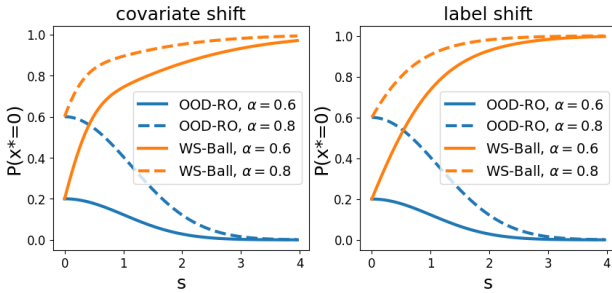 covariate shift
P(x*=0)
1.0
0.8
0.6
0.4
0.2
0.0
OOD-RO, α = 0.6
OOD-RO, α = 0.8
WS-Ball, α = 0.6
WS-Ball, α = 0.8
0 1 2 3 4
s
label shift
P(x*=0)
1.0
0.8
0.6
0.4
0.2
0.0
OOD-RO, α = 0.6
OOD-RO, α = 0.8
WS-Ball, α = 0.6
WS-Ball, α = 0.8
0 1 2 3 4
s